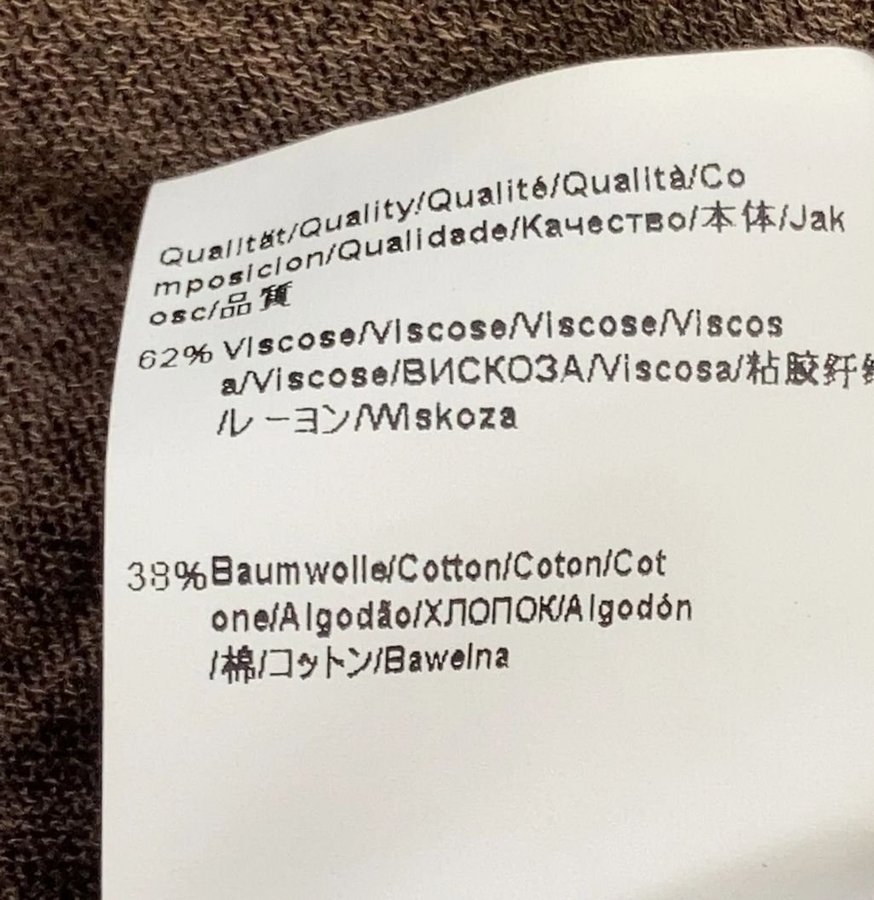 Qualität/Quality/Qualité/Qualità/Co
mposicion/Qualidade/Качество/本体/Jak
osc/品質
62% Viscose/Viscose/Viscose/Viscos
a/Viscose/ВИСКОЗА/Viscosa/粘胶釬
/レーヨン/Wiskoza
38% Baumwolle/Cotton/Coton/Cot
one/Algodão/ХЛОПОК/Algodón
/棉/コットン/Bawelna